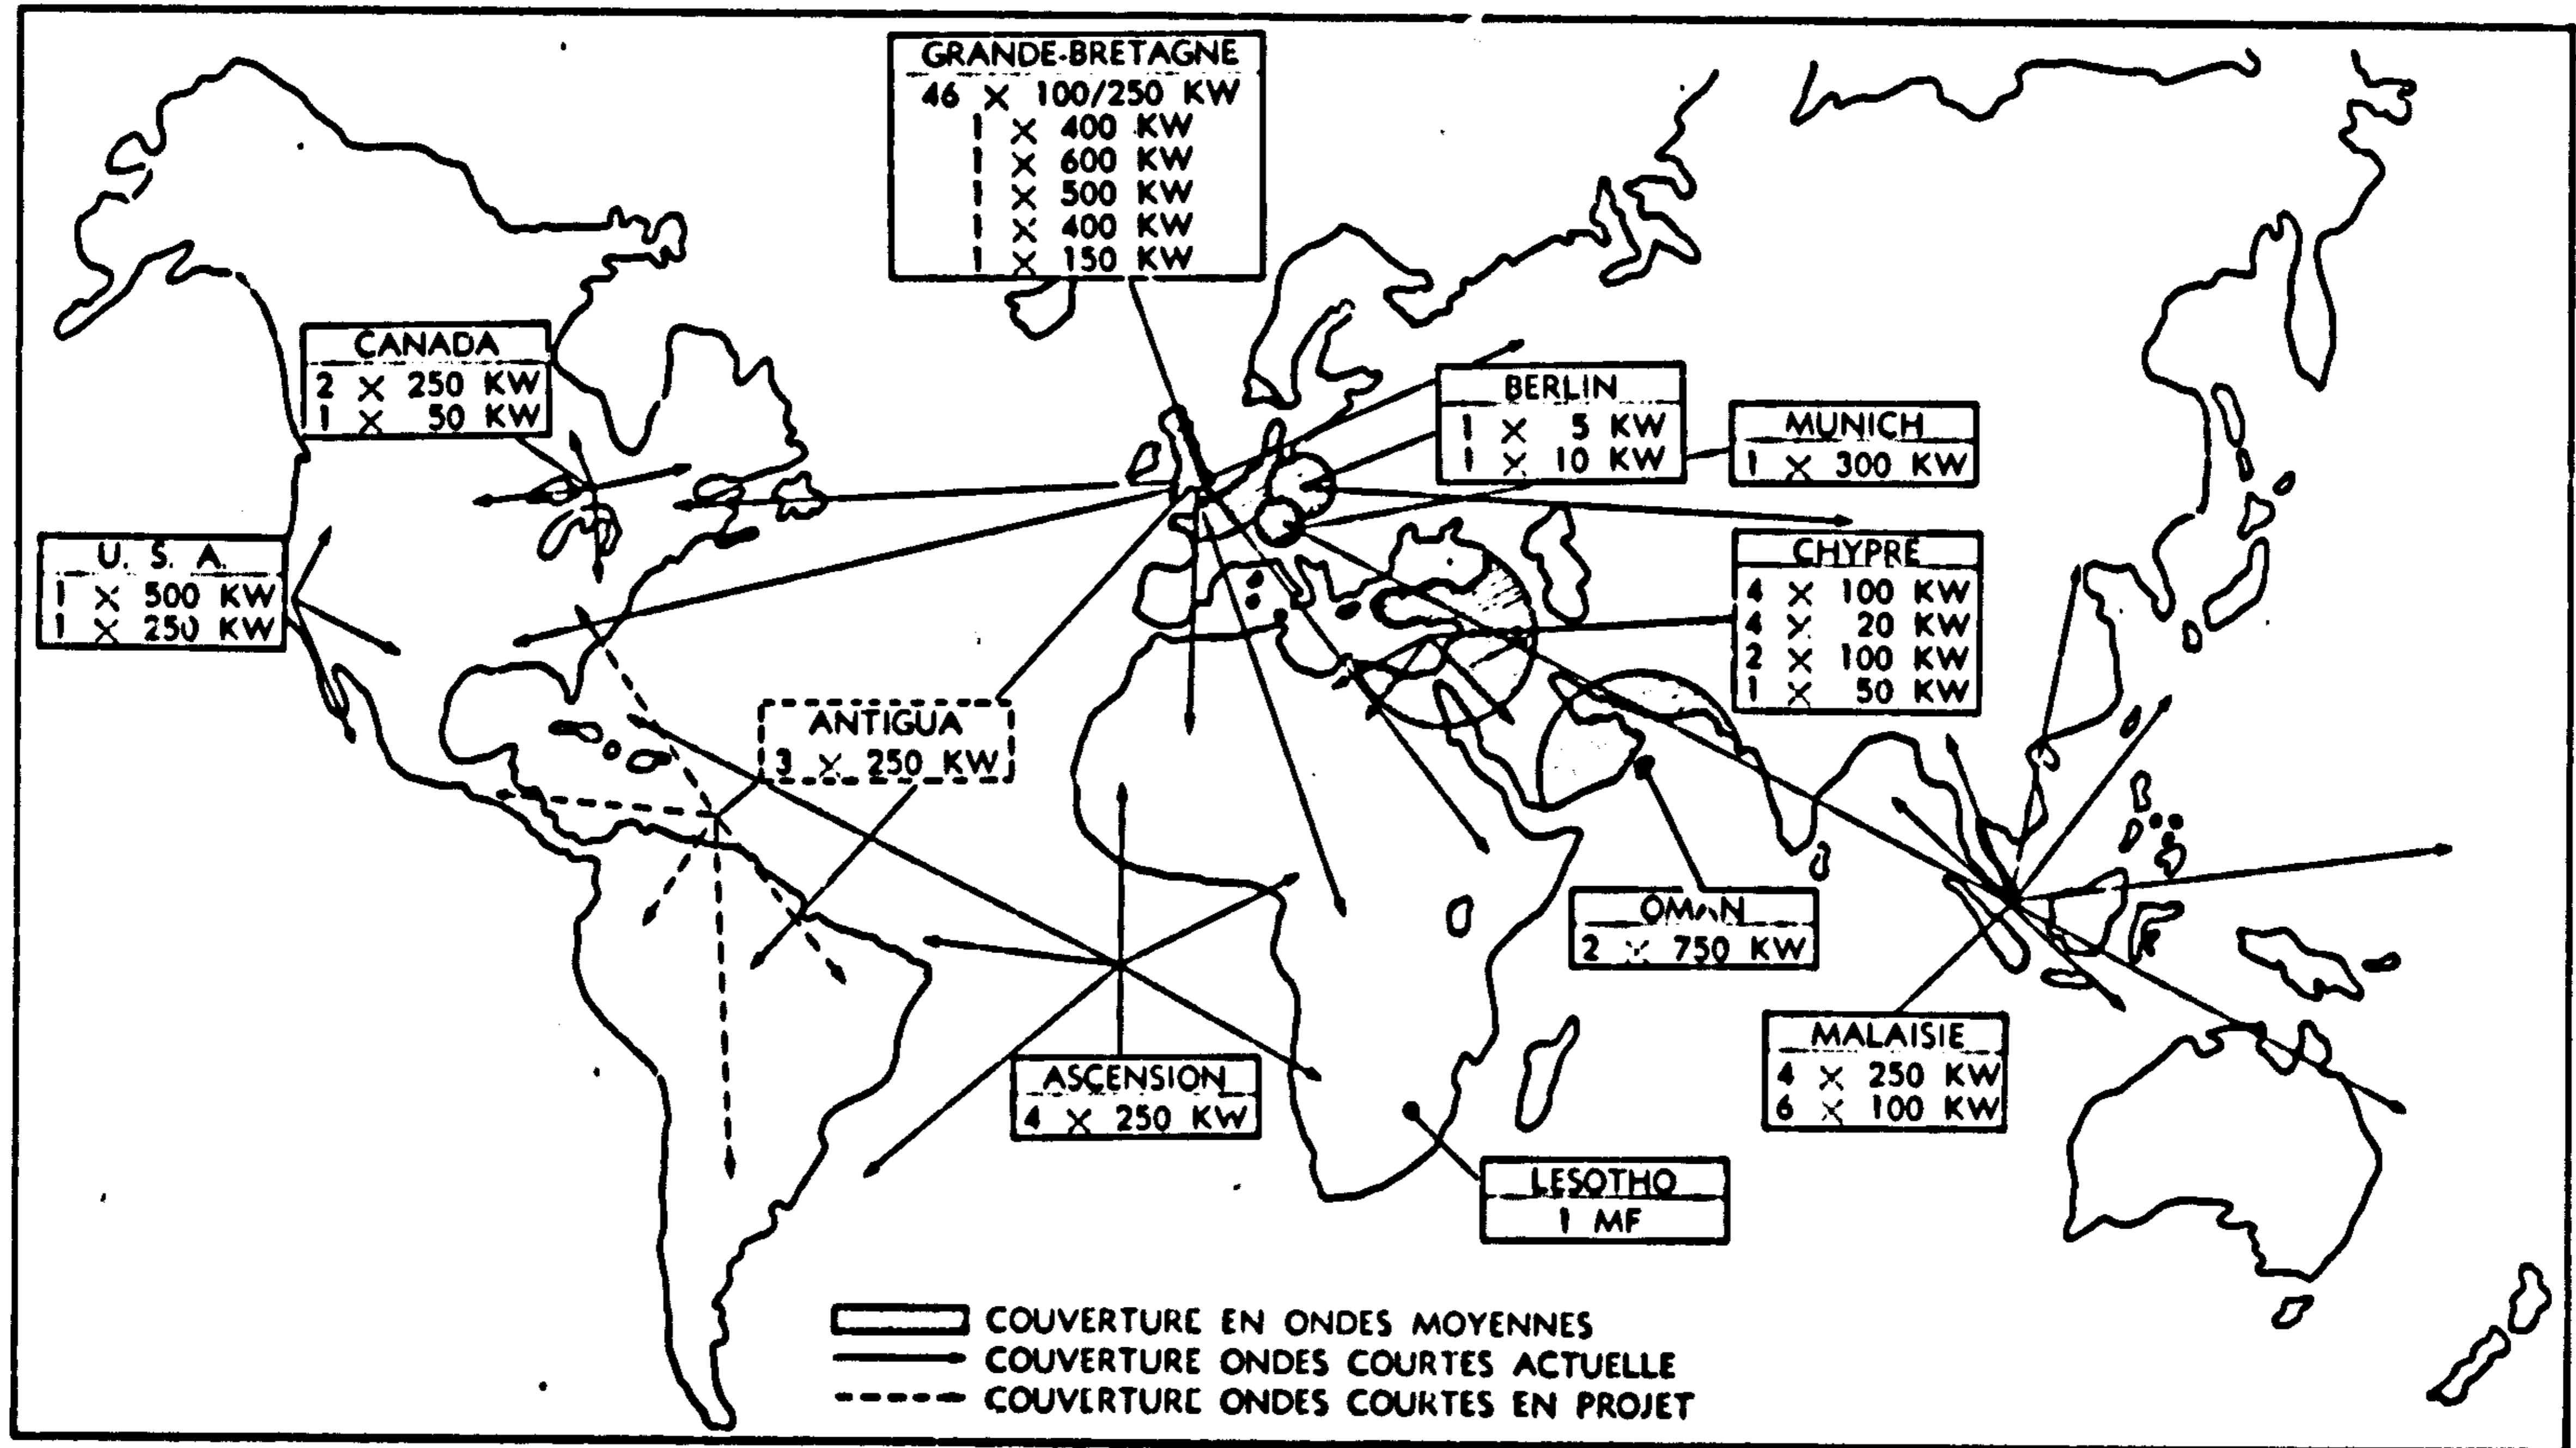 GRANDE-BRETAGNE
46 X 100/250 KW
1 X 400 KW
1 X 600 KW
1 X 500 KW
1 X 400 KW
1 X 150 KW
CANADA
2 X 250 KW
1 X 50 KW
BERLIN
1 X 5 KW
1 X 10 KW
MUNICH
1 X 300 KW
U. S. A.
1 X 500 KW
1 X 250 KW
CHYPRE
4 X 100 KW
4 X 20 KW
2 X 100 KW
1 X 50 KW
ANTIGUA
3 X 250 KW
OMAN
2 X 750 KW
ASCENSION
4 X 250 KW
MALAISIE
4 X 250 KW
6 X 100 KW
LESOTHO
1 MF
COUVERTURE EN ONDES MOYENNES
COUVERTURE ONDES COURTES ACTUELLE
COUVERTURE ONDES COURTES EN PROJET